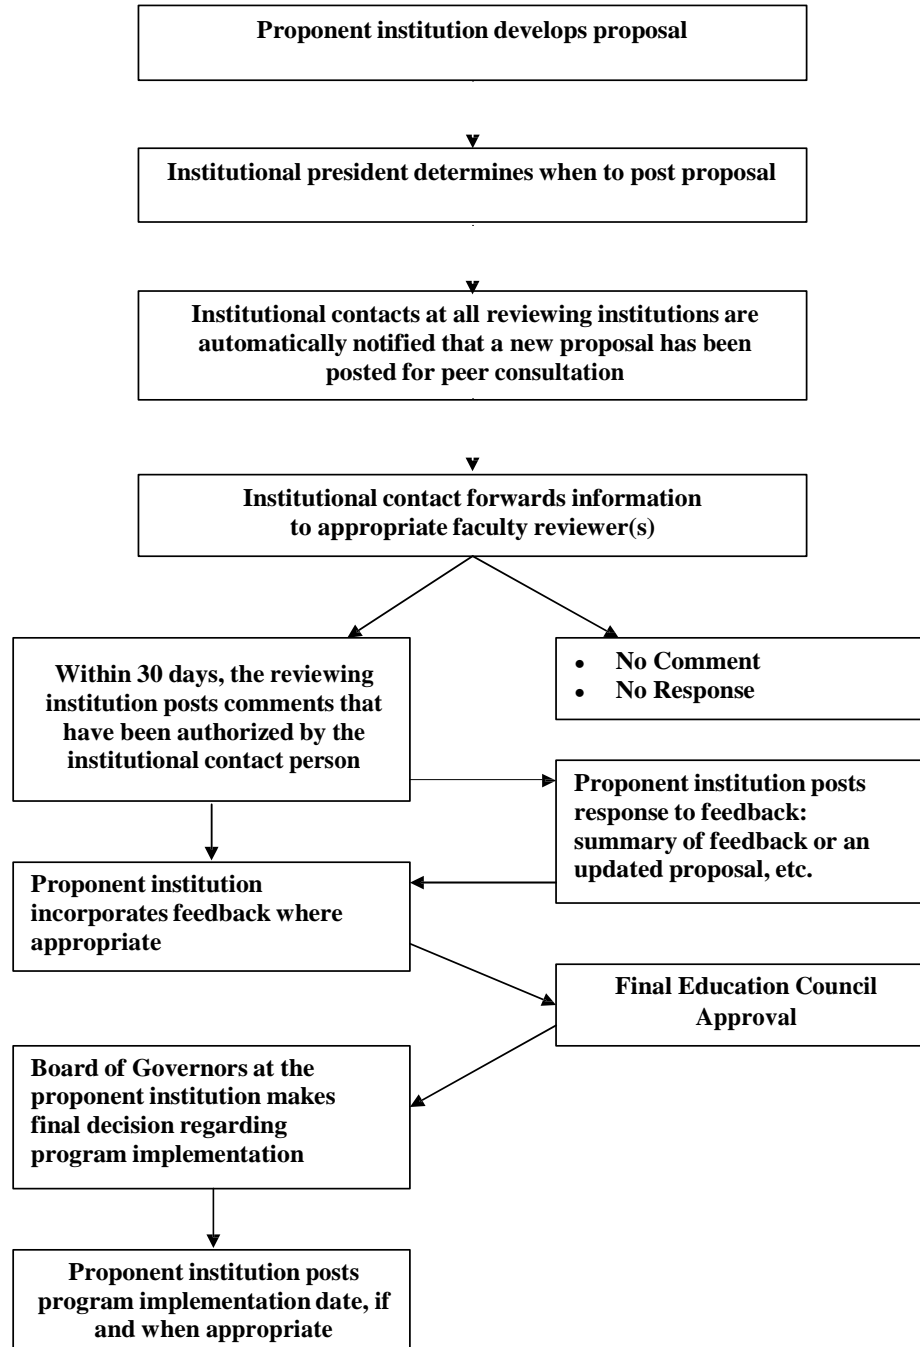 Proponent institution develops proposal
Institutional president determines when to post proposal
Institutional contacts at all reviewing institutions are
automatically notified that a new proposal has been
posted for peer consultation
Institutional contact forwards information
to appropriate faculty reviewer(s)
Within 30 days, the reviewing
institution posts comments that
have been authorized by the
institutional contact person
• No Comment
• No Response
Proponent institution posts
response to feedback:
summary of feedback or an
updated proposal, etc.
Proponent institution
incorporates feedback where
appropriate
Final Education Council
Approval
Board of Governors at the
proponent institution makes
final decision regarding
program implementation
Proponent institution posts
program implementation date, if
and when appropriate